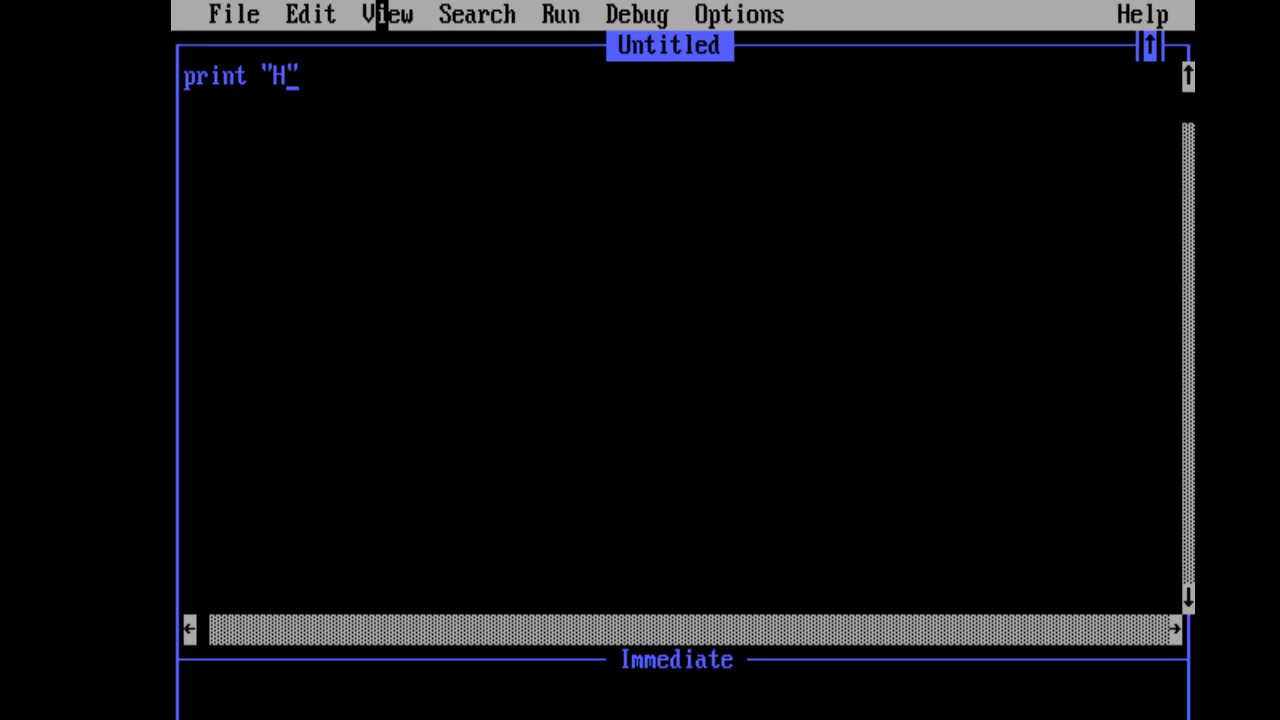 File Edit View Search Run Debug Options Help
Untitled
↑
print "H"
↑
↓
← →
Immediate